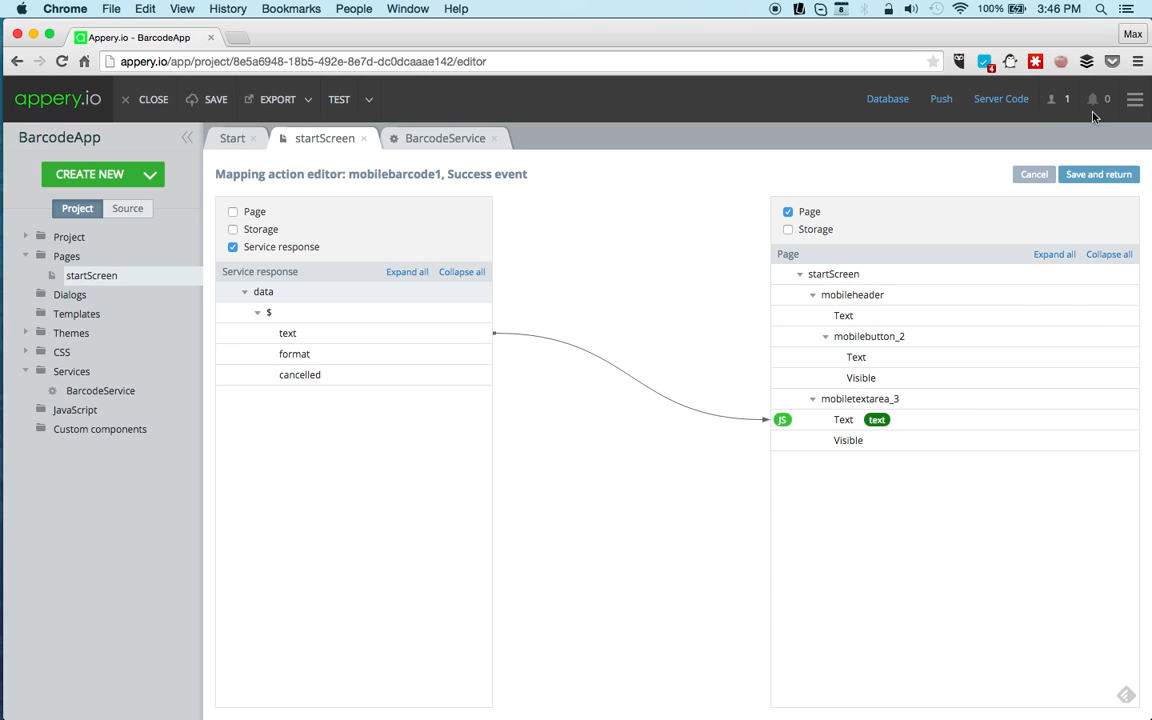 Chrome File Edit View History Bookmarks People Window Help 8 100% 3:46 PM
Appery.io - BarcodeApp Max
appery.io/app/project/8e5a6948-18b5-492e-8e7d-dc0dcaaae142/editor 4
appery.io CLOSE SAVE EXPORT TEST Database Push Server Code 1 0
BarcodeApp Start startScreen BarcodeService
CREATE NEW
Mapping action editor: mobilebarcode1, Success event Cancel Save and return
Project Source
Project
Pages
startScreen
Dialogs
Templates
Themes
CSS
Services
BarcodeService
JavaScript
Custom components
Page
Storage
Service response
Service response Expand all Collapse all
data
$
text
format
cancelled
Page
Storage
Page Expand all Collapse all
startScreen
mobileheader
Text
mobilebutton_2
Text
Visible
mobiletextarea_3
JS Text text
Visible